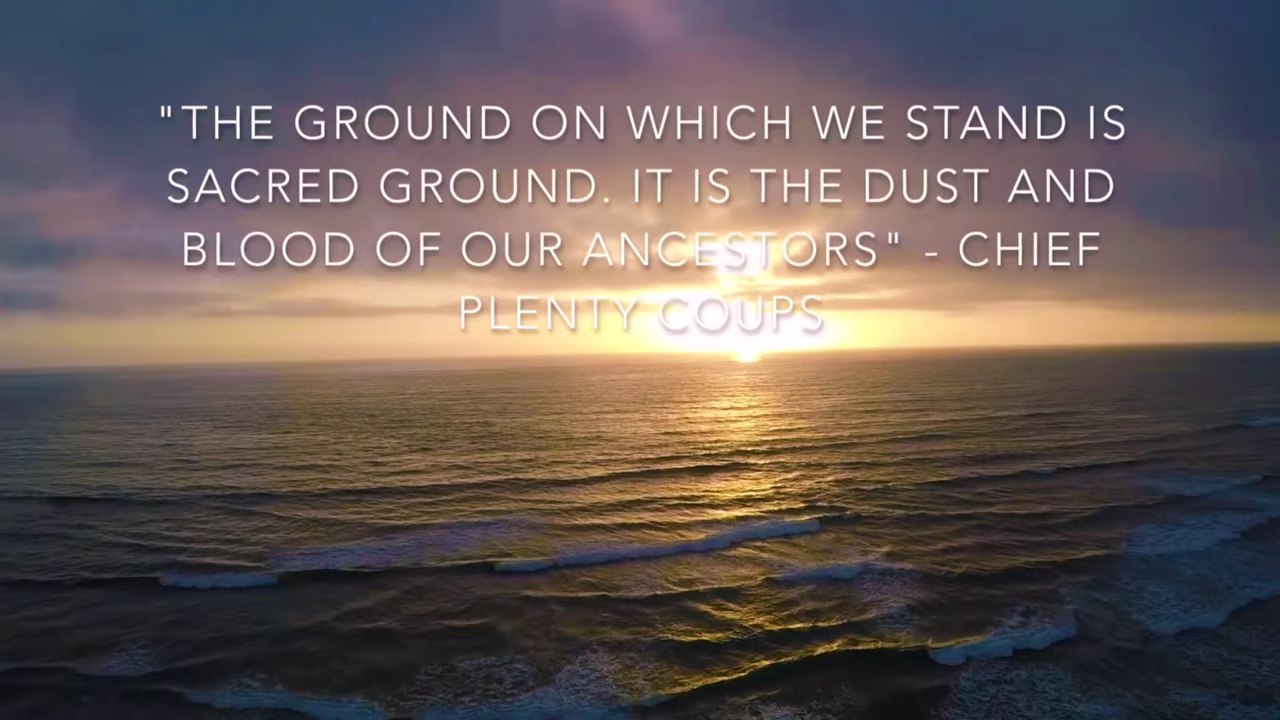 "THE GROUND ON WHICH WE STAND IS
SACRED GROUND. IT IS THE DUST AND
BLOOD OF OUR ANCESTORS" - CHIEF
PLENTY COUPS